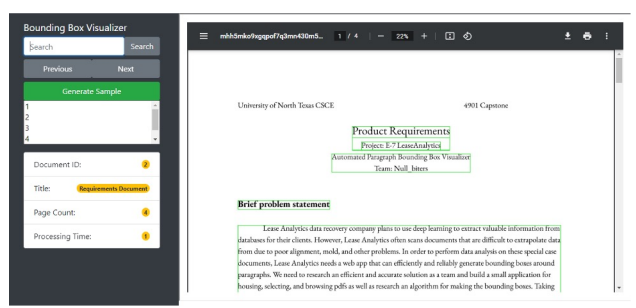 Bounding Box Visualizer
Search
Search
Previous
Next
Generate Sample
1
2
3
4
Document ID: 2
Title: Requirements Document
Page Count: 4
Processing Time: 1
mhh5mko9xgqpof7q3mn430m5... 1 / 4 22%
University of North Texas CSCE 4901 Capstone
Product Requirements
Project: E-7 LeaseAnalytics
Automated Paragraph Bounding Box Visualizer
Team: Null_biters
Brief problem statement
Lease Analytics data recovery company plans to use deep learning to extract valuable information from
databases for their clients. However, Lease Analytics often scans documents that are difficult to extrapolate data
from due to poor alignment, mold, and other problems. In order to perform data analysis on these special case
documents, Lease Analytics needs a web app that can efficiently and reliably generate bounding boxes around
paragraphs. We need to research an efficient and accurate solution as a team and build a small application for
housing, selecting, and browsing pdfs as well as research an algorithm for making the bounding boxes. Taking